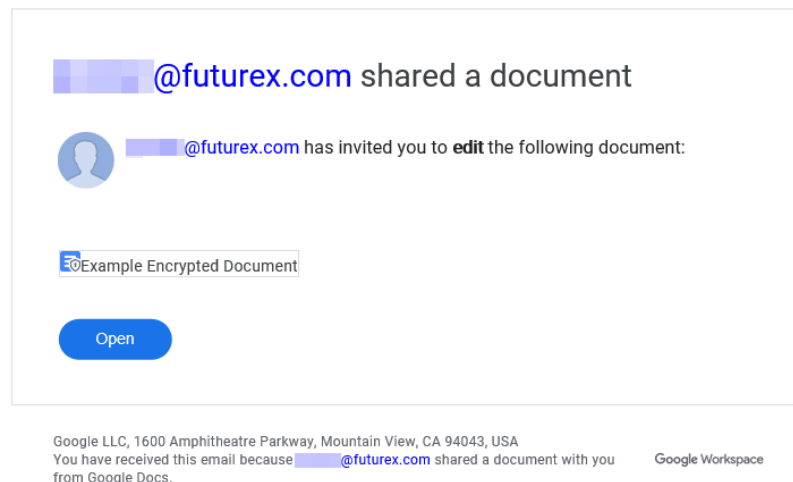 @futurex.com shared a document
@futurex.com has invited you to edit the following document:
Example Encrypted Document
Open
Google LLC, 1600 Amphitheatre Parkway, Mountain View, CA 94043, USA
You have received this email because @futurex.com shared a document with you
from Google Docs.
Google Workspace